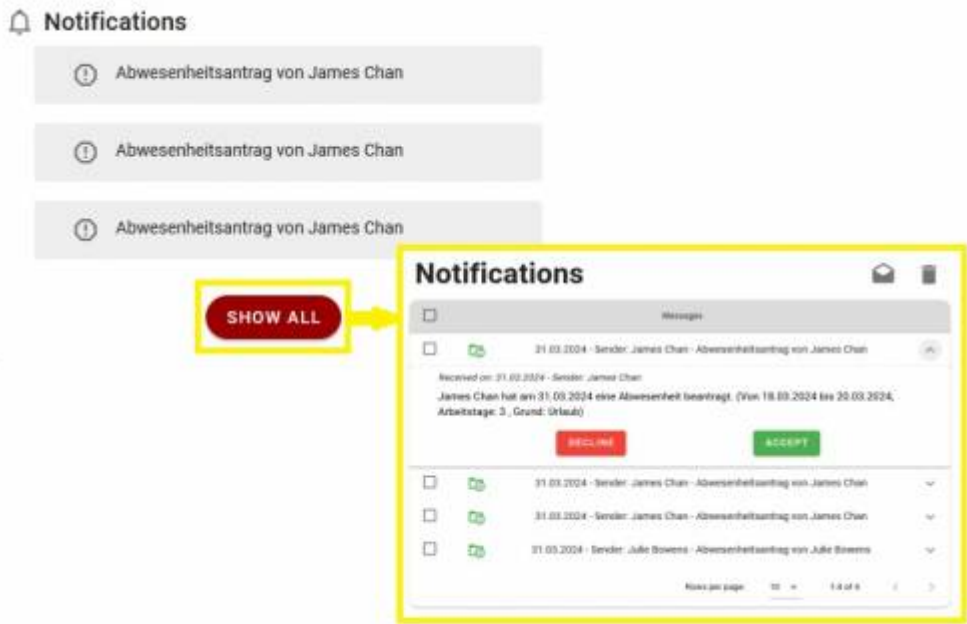 Notifications
Abwesenheitsantrag von James Chan
Abwesenheitsantrag von James Chan
Abwesenheitsantrag von James Chan
SHOW ALL
Notifications
Messages
31.03.2024 - Sender: James Chan - Abwesenheitsantrag von James Chan
Received on: 31.03.2024 - Sender: James Chan
James Chan hat am 31.03.2024 eine Abwesenheit beantragt. (Von 18.03.2024 bis 20.03.2024,
Arbeitstage: 3 , Grund: Urlaub)
DECLINE
ACCEPT
31.03.2024 - Sender: James Chan - Abwesenheitsantrag von James Chan
31.03.2024 - Sender: James Chan - Abwesenheitsantrag von James Chan
31.03.2024 - Sender: Julie Bowens - Abwesenheitsantrag von Julie Bowens
Rows per page: 10